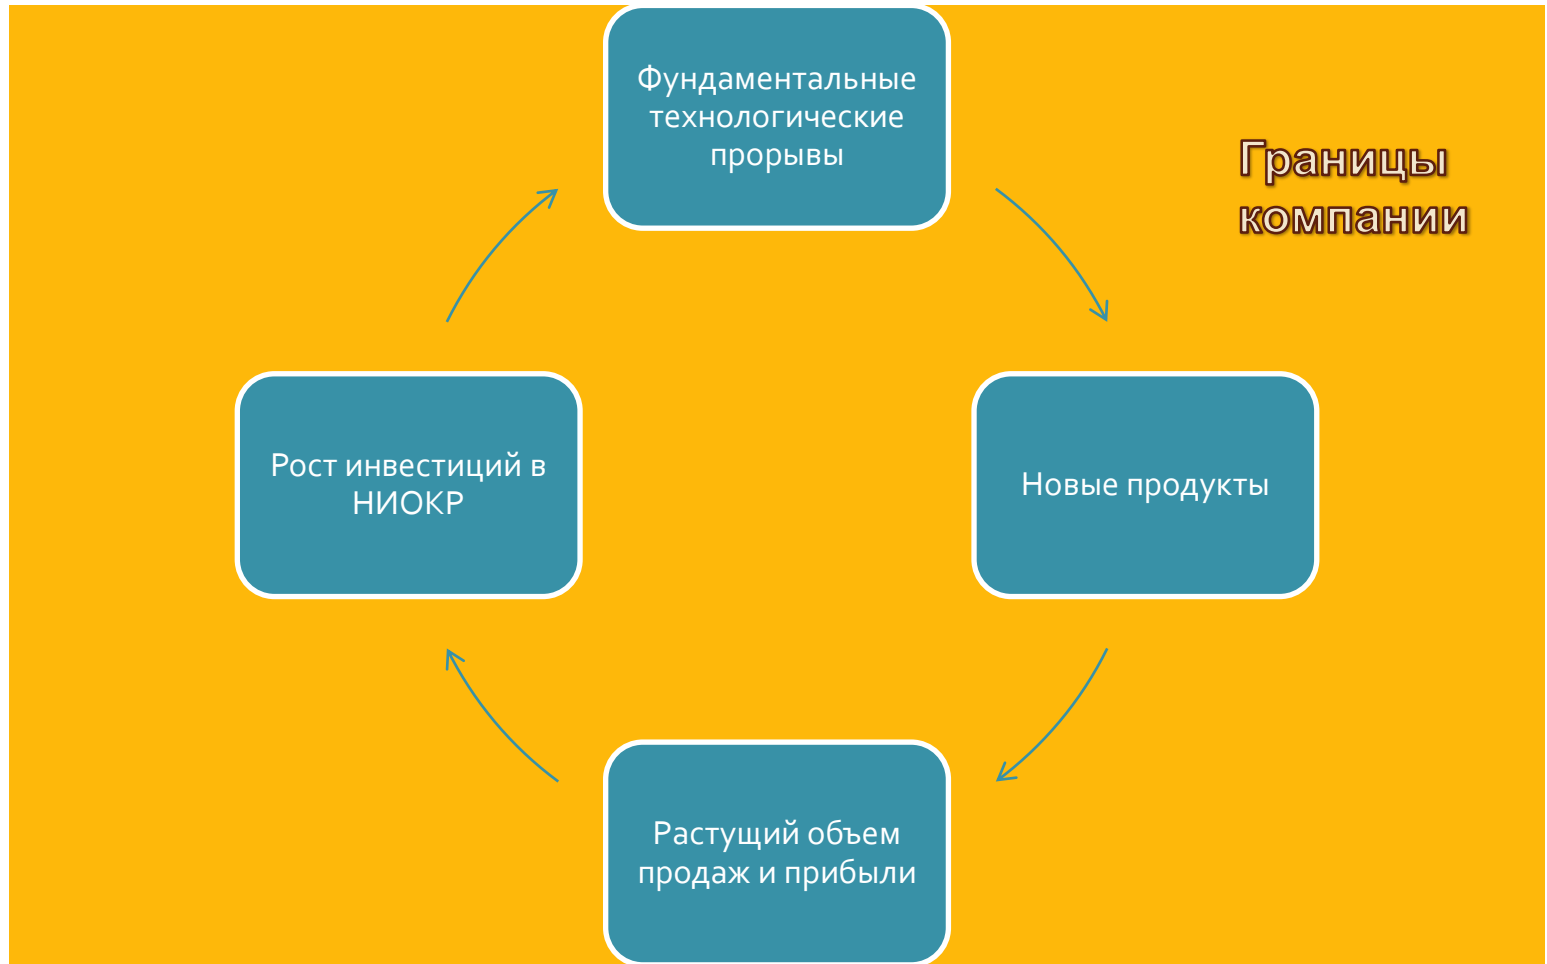 Фундаментальные
технологические
прорывы
Границы
компании
Рост инвестиций в
НИОКР
Новые продукты
Растущий объем
продаж и прибыли